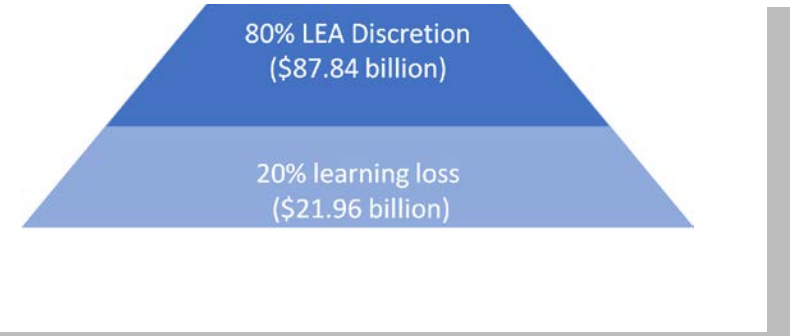 80% LEA Discretion
($87.84 billion)
20% learning loss
($21.96 billion)